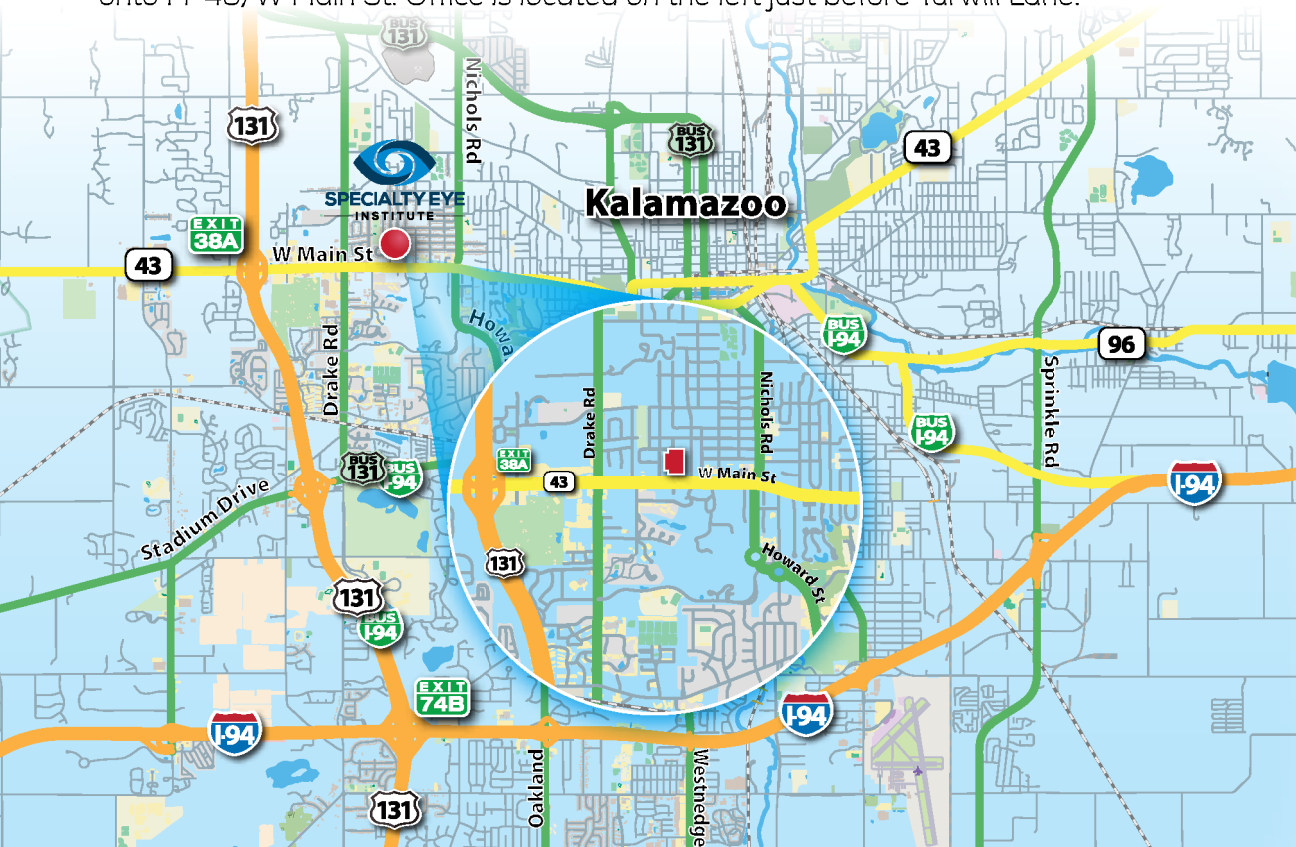 onto M-43/W Main St. Office is located on the left just before Turwill Lane.
BUS
131
131
Nichols Rd
BUS
131
43
SPECIALTY EYE
INSTITUTE
Kalamazoo
EXIT
38A
W Main St
43
Howa
BUS
I-94
96
Drake Rd
Sprinkle Rd
Drake Rd
Nichols Rd
BUS
I-94
EXIT
38A
W Main St
43
BUS
131
BUS
I-94
I-94
Stadium Drive
131
Howard St
131
BUS
I-94
EXIT
74B
I-94
I-94
Oakland
Westnedge
131